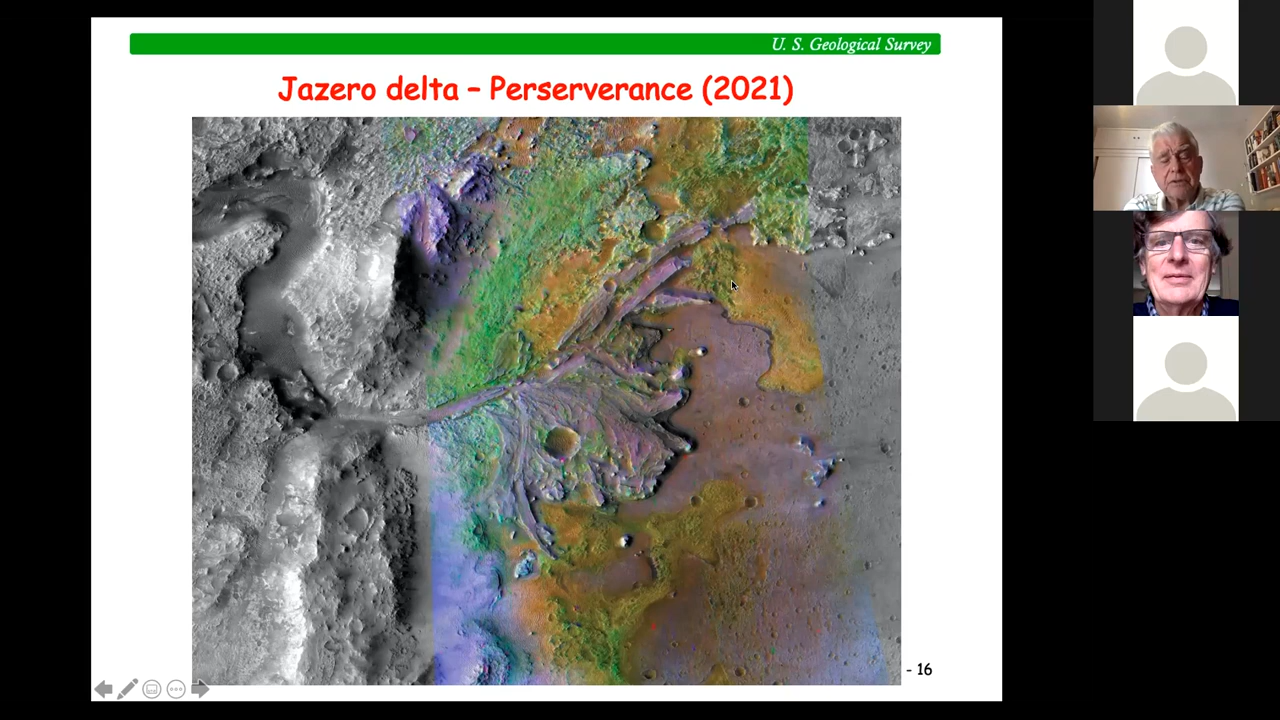 U. S. Geological Survey
Jazero delta – Perserverance (2021)
- 16